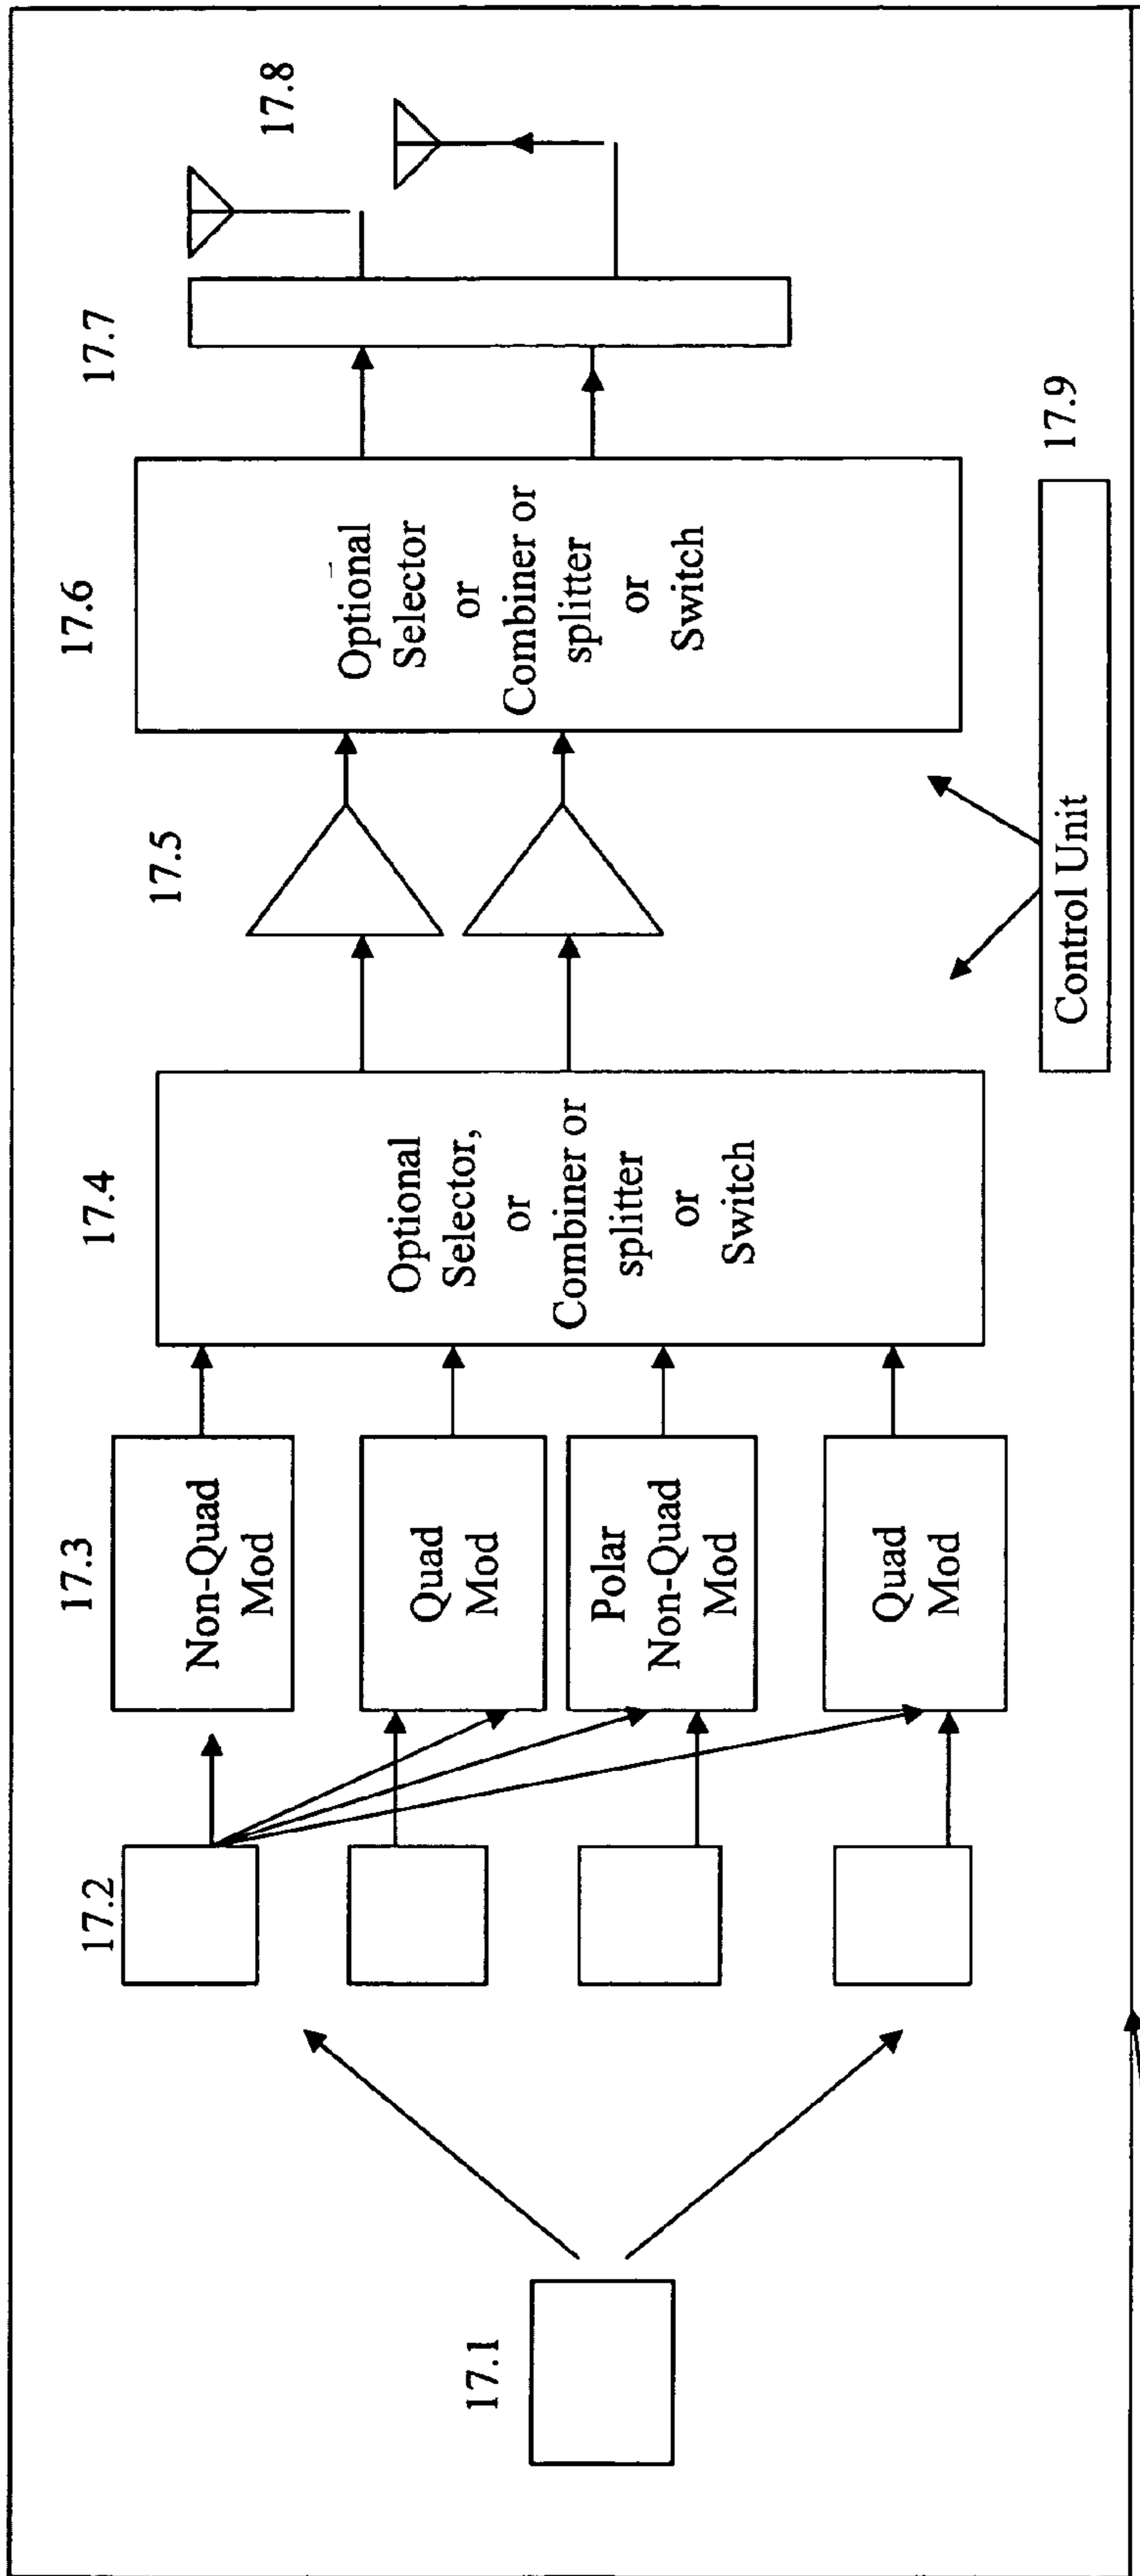 17.1
17.2
17.3
Non-Quad
Mod
Quad
Mod
Polar
Non-Quad
Mod
Quad
Mod
17.4
Optional
Selector,
or
Combiner or
splitter
or
Switch
17.5
17.6
Optional
Selector
or
Combiner or
splitter
or
Switch
17.7
17.8
Control Unit
17.9